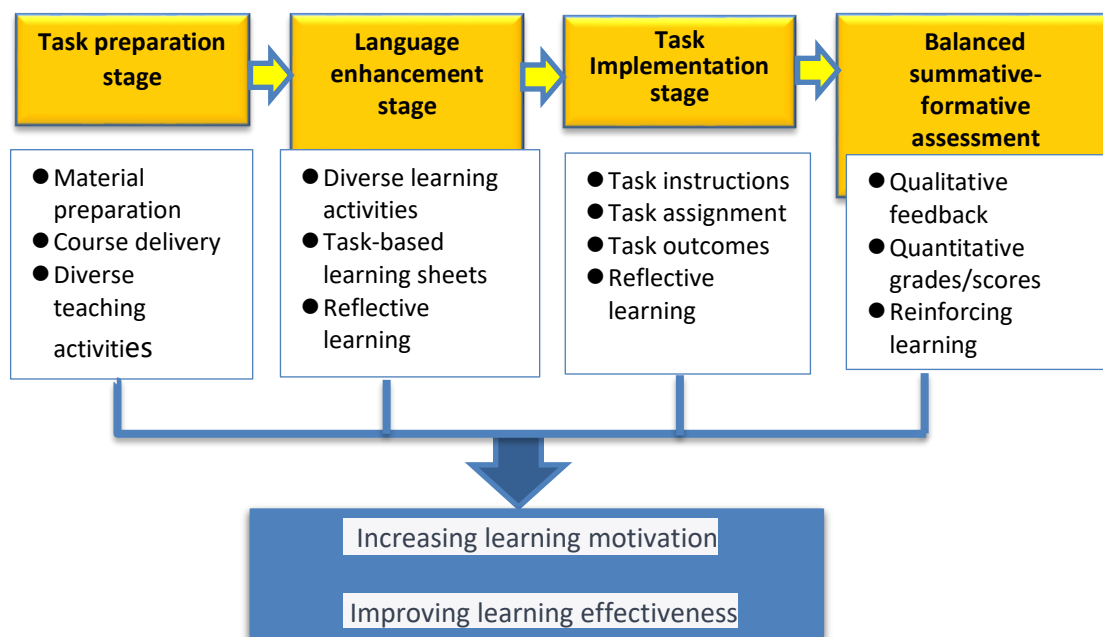 Task preparation
stage
Language
enhancement
stage
Task
Implementation
stage
Balanced
summative-
formative
assessment
● Material
preparation
● Course delivery
● Diverse
teaching
activities
● Diverse learning
activities
● Task-based
learning sheets
● Reflective
learning
● Task instructions
● Task assignment
● Task outcomes
● Reflective
learning
● Qualitative
feedback
● Quantitative
grades/scores
● Reinforcing
learning
Increasing learning motivation
Improving learning effectiveness